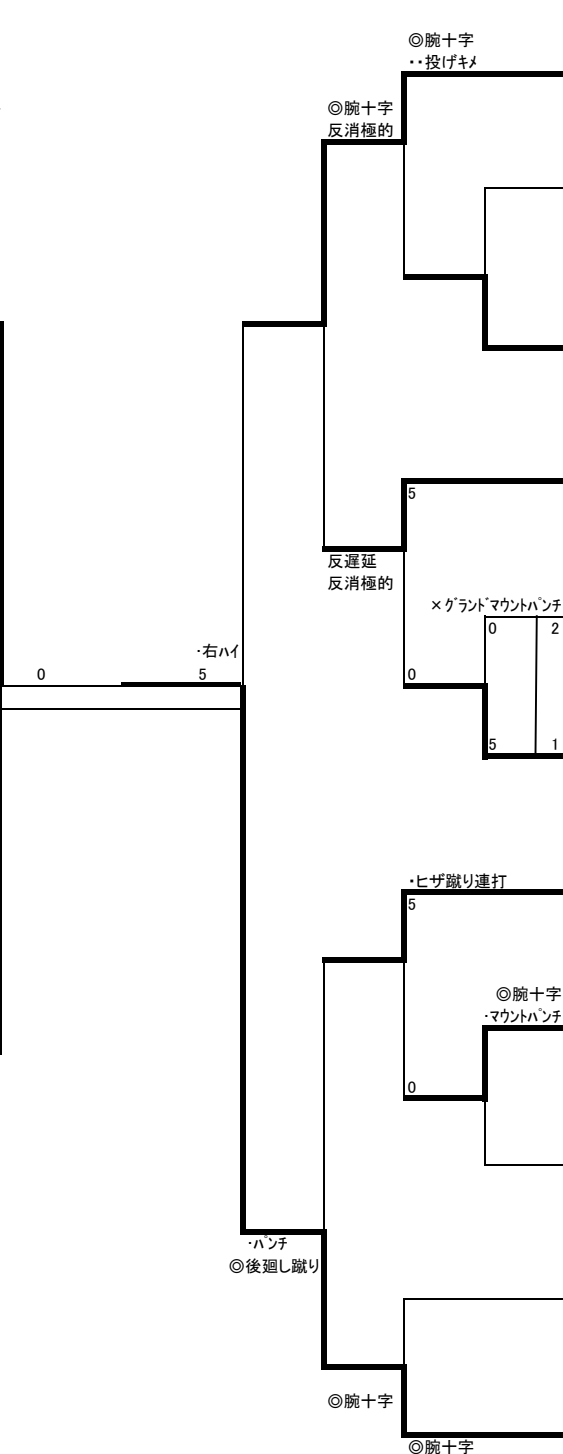 ◎腕十字
・・投げｷﾒ
◎腕十字
反消極的
5
反遅延
反消極的
×ｸﾞﾗﾝﾄﾞﾏｳﾝﾄﾊﾟﾝﾁ
0 2
・右ﾊｲ
0 5
0
5 1
・ヒザ蹴り連打
5
◎腕十字
・ﾏｳﾝﾄﾊﾟﾝﾁ
0
・ﾊﾟﾝﾁ
◎後廻し蹴り
◎腕十字
◎腕十字